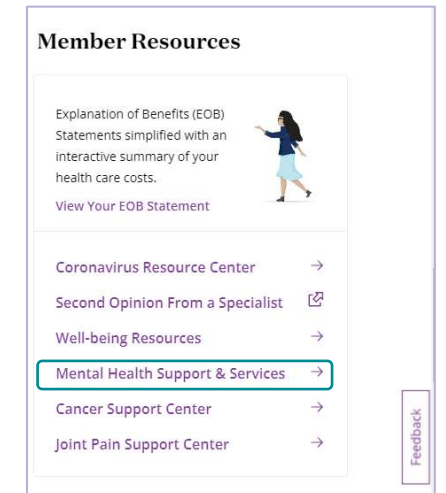 Member Resources
Explanation of Benefits (EOB)
Statements simplified with an
interactive summary of your
health care costs.
View Your EOB Statement
Coronavirus Resource Center
Second Opinion From a Specialist
Well-being Resources
Mental Health Support & Services
Cancer Support Center
Joint Pain Support Center
Feedback